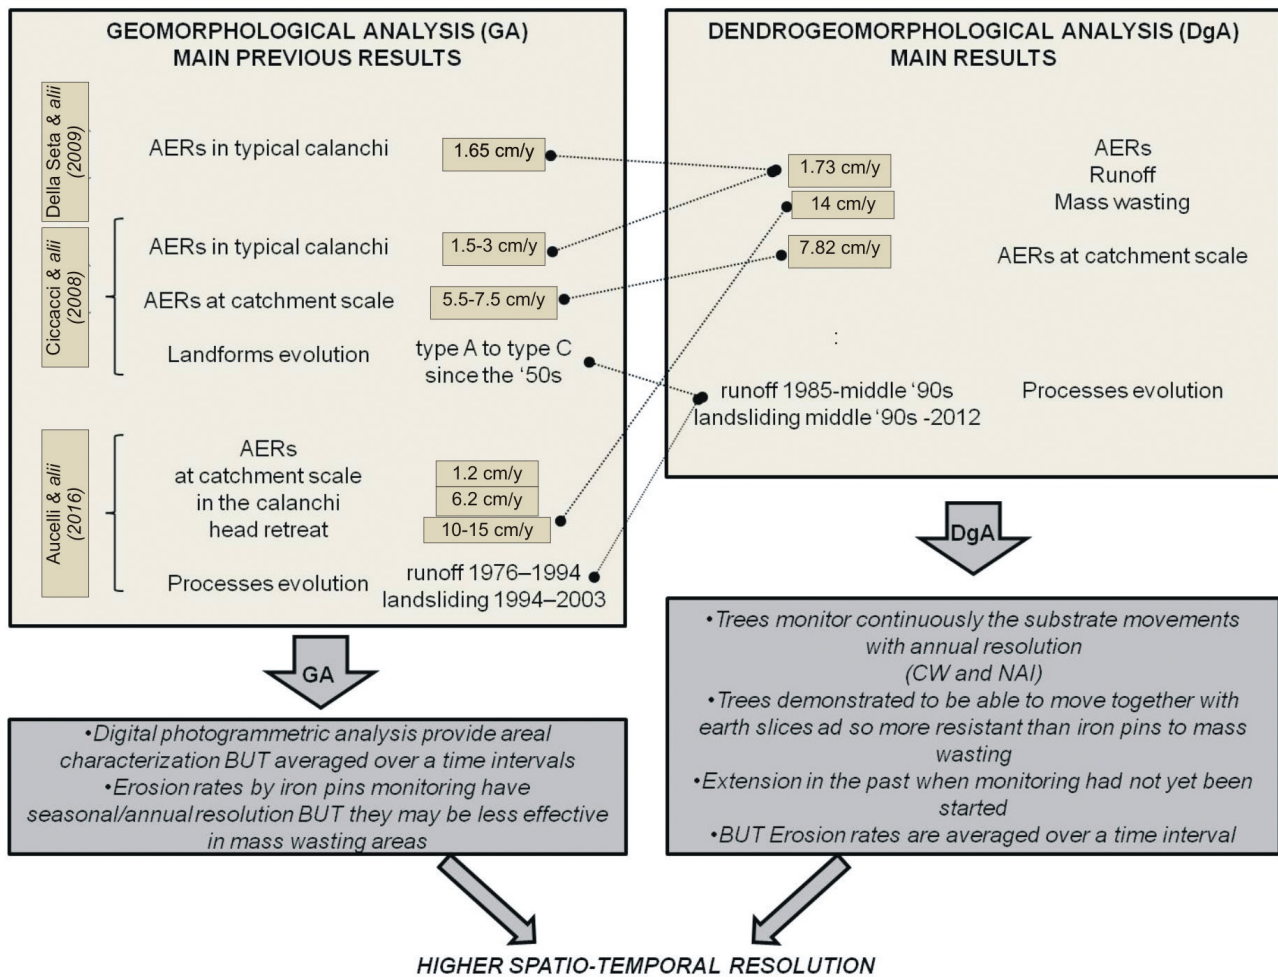 GEOMORPHOLOGICAL ANALYSIS (GA)
MAIN PREVIOUS RESULTS
Della Seta & alii
(2009)
AERs in typical calanchi
1.65 cm/y
Ciccacci & alii
(2008)
AERs in typical calanchi
1.5-3 cm/y
AERs at catchment scale
5.5-7.5 cm/y
Landforms evolution
type A to type C
since the ‘50s
Aucelli & alii
(2016)
AERs
at catchment scale
in the calanchi
head retreat
1.2 cm/y
6.2 cm/y
10-15 cm/y
Processes evolution
runoff 1976–1994
landsliding 1994–2003
DENDROGEOMORPHOLOGICAL ANALYSIS (DgA)
MAIN RESULTS
1.73 cm/y
14 cm/y
AERs
Runoff
Mass wasting
7.82 cm/y
AERs at catchment scale
:
runoff 1985-middle ‘90s
landsliding middle ‘90s -2012
Processes evolution
GA
•Digital photogrammetric analysis provide areal
characterization BUT averaged over a time intervals
•Erosion rates by iron pins monitoring have
seasonal/annual resolution BUT they may be less effective
in mass wasting areas
DgA
•Trees monitor continuously the substrate movements
with annual resolution
(CW and NAI)
•Trees demonstrated to be able to move together with
earth slices ad so more resistant than iron pins to mass
wasting
•Extension in the past when monitoring had not yet been
started
•BUT Erosion rates are averaged over a time interval
HIGHER SPATIO-TEMPORAL RESOLUTION